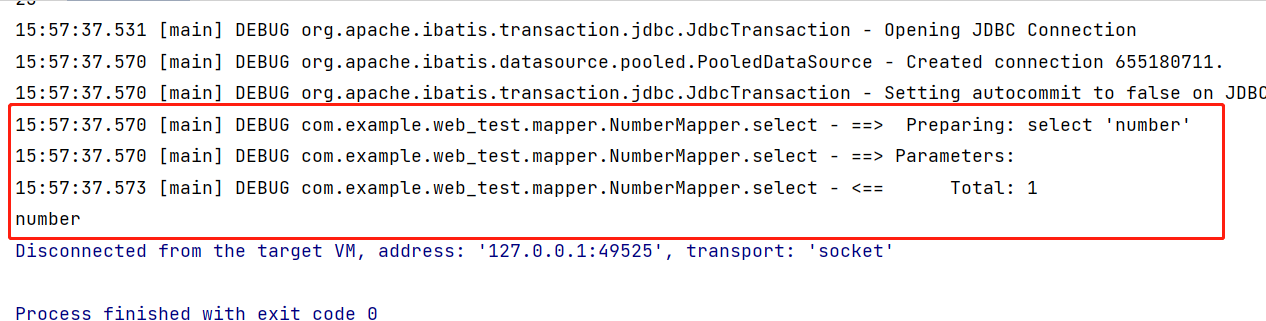 15:57:37.531 [main] DEBUG org.apache.ibatis.transaction.jdbc.JdbcTransaction - Opening JDBC Connection
15:57:37.570 [main] DEBUG org.apache.ibatis.datasource.pooled.PooledDataSource - Created connection 655180711.
15:57:37.570 [main] DEBUG org.apache.ibatis.transaction.jdbc.JdbcTransaction - Setting autocommit to false on JDBC
15:57:37.570 [main] DEBUG com.example.web_test.mapper.NumberMapper.select - ==>  Preparing: select 'number'
15:57:37.570 [main] DEBUG com.example.web_test.mapper.NumberMapper.select - ==> Parameters:
15:57:37.573 [main] DEBUG com.example.web_test.mapper.NumberMapper.select - <==      Total: 1
number
Disconnected from the target VM, address: '127.0.0.1:49525', transport: 'socket'
Process finished with exit code 0